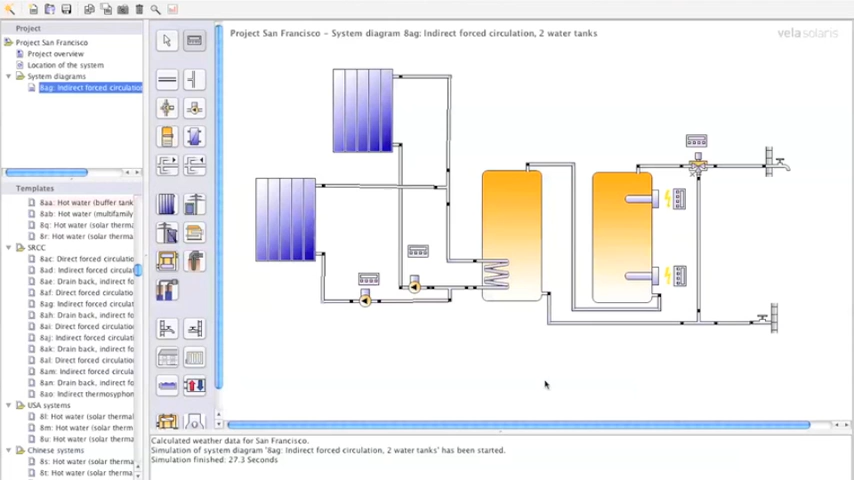 Project
Project San Francisco
Project overview
Location of the system
System diagrams
8ag: Indirect forced circulation
Templates
8aa: Hot water (buffer tank
8ab: Hot water (multifamily
8q: Hot water (solar therma
8r: Hot water (solar therma
SRCC
8ac: Direct forced circulatio
8ad: Indirect forced circula
8ae: Drain back, indirect fo
8af: Direct forced circulatio
8ag: Indirect forced circula
8ah: Drain back, indirect fo
8ai: Direct forced circulatio
8aj: Indirect forced circulat
8ak: Drain back, indirect fo
8al: Direct forced circulatio
8am: Indirect forced circula
8an: Drain back, indirect fo
8ao: Indirect thermosyphon
USA systems
8l: Hot water (solar therma
8m: Hot water (solar therma
8u: Hot water (solar therma
Chinese systems
8s: Hot water (solar therma
8t: Hot water (solar therma
Project San Francisco - System diagram 8ag: Indirect forced circulation, 2 water tanks
velasolaris
Calculated weather data for San Francisco.
Simulation of system diagram '8ag: Indirect forced circulation, 2 water tanks' has been started.
Simulation finished: 27.3 Seconds